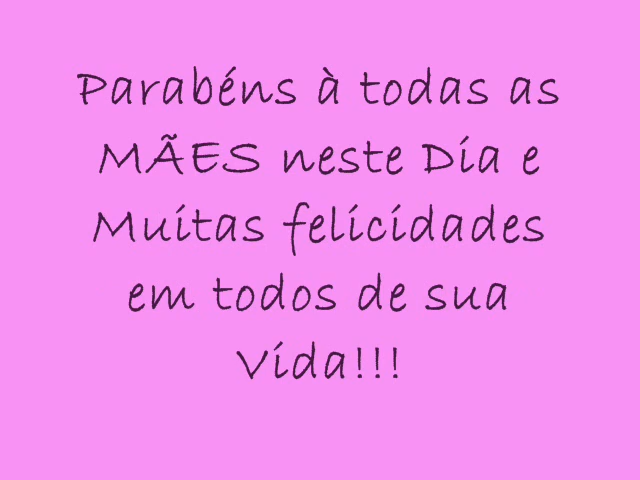 Parabéns à todas as
MÃES neste Dia e
Muitas felicidades
em todos de sua
Vida!!!